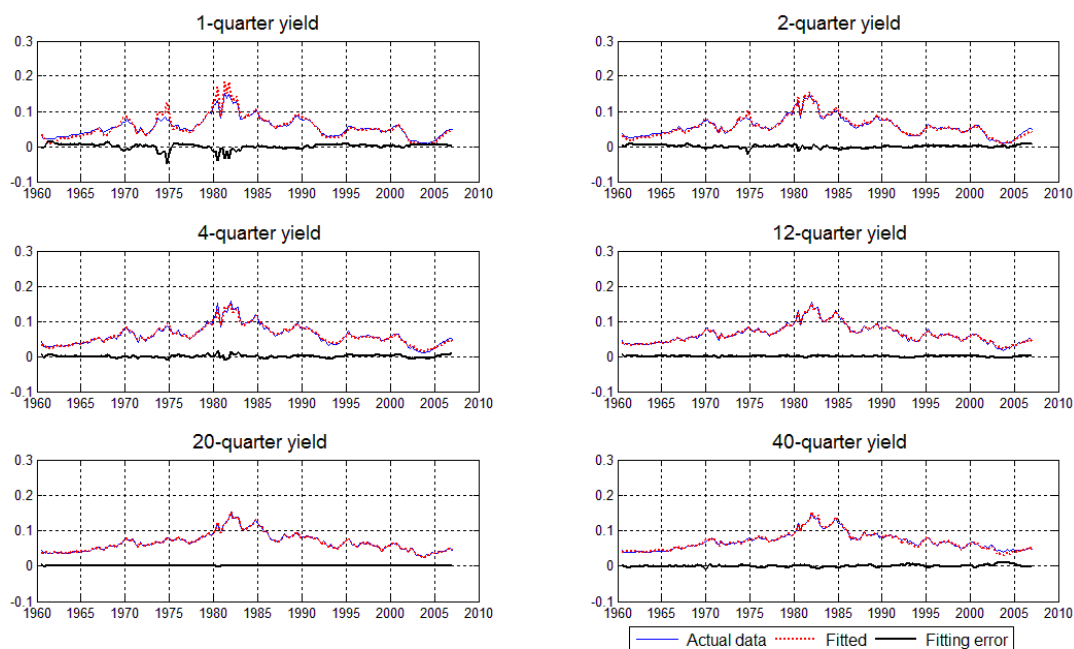 1-quarter yield
0.3
0.2
0.1
0
-0.1
1960 1965 1970 1975 1980 1985 1990 1995 2000 2005 2010
2-quarter yield
0.3
0.2
0.1
0
-0.1
1960 1965 1970 1975 1980 1985 1990 1995 2000 2005 2010
4-quarter yield
0.3
0.2
0.1
0
-0.1
1960 1965 1970 1975 1980 1985 1990 1995 2000 2005 2010
12-quarter yield
0.3
0.2
0.1
0
-0.1
1960 1965 1970 1975 1980 1985 1990 1995 2000 2005 2010
20-quarter yield
0.3
0.2
0.1
0
-0.1
1960 1965 1970 1975 1980 1985 1990 1995 2000 2005 2010
40-quarter yield
0.3
0.2
0.1
0
-0.1
1960 1965 1970 1975 1980 1985 1990 1995 2000 2005 2010
Actual data Fitted Fitting error